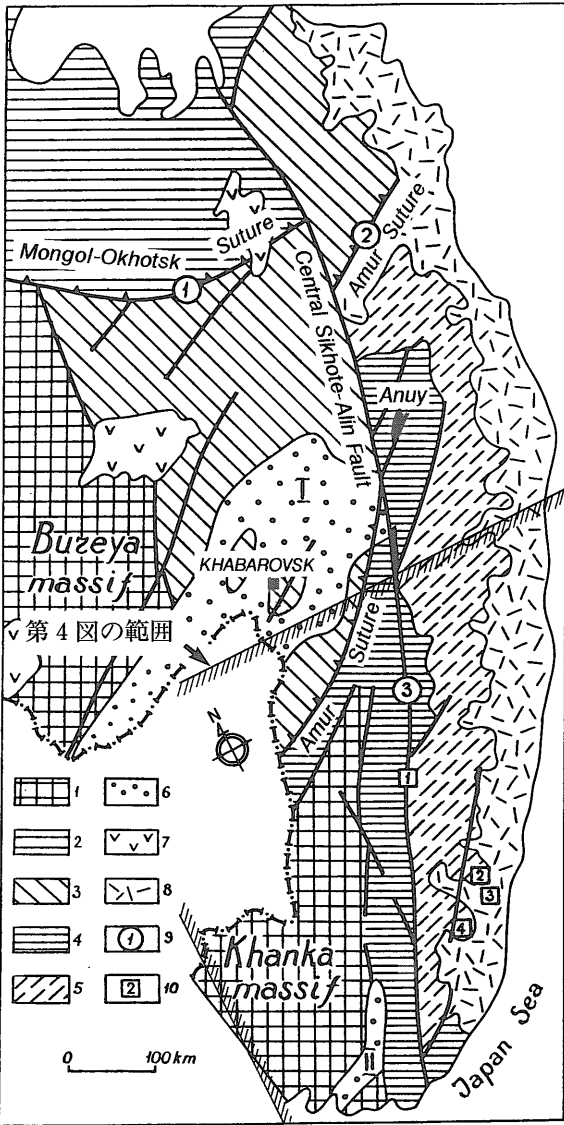 Mongol-Okhotsk Suture
1
2
Amur Suture
Central Sikhote-Alin Fault
Anuy
I
Bureya
massif
KHABAROVSK
第4図の範囲
Amur Suture
3
N
1
1
6
2
7
3
8
4
1
9
5
2
10
2
3
4
Khanka
massif
II
0
100 km
Japan Sea